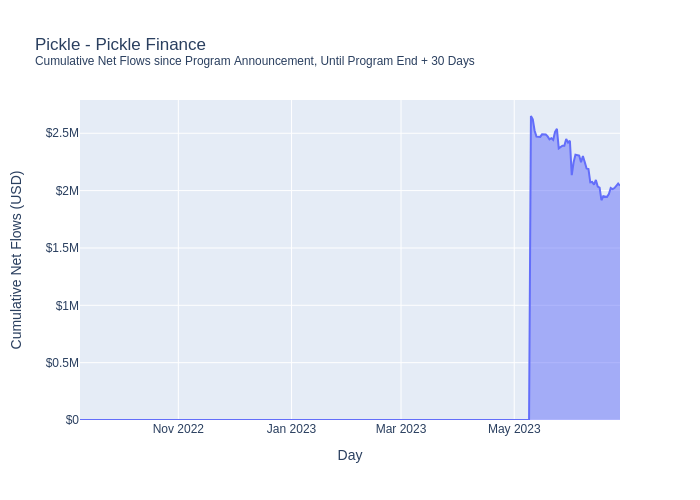 Pickle - Pickle Finance
Cumulative Net Flows since Program Announcement, Until Program End + 30 Days
Cumulative Net Flows (USD)
$2.5M
$2M
$1.5M
$1M
$0.5M
$0
Nov 2022
Jan 2023
Mar 2023
May 2023
Day